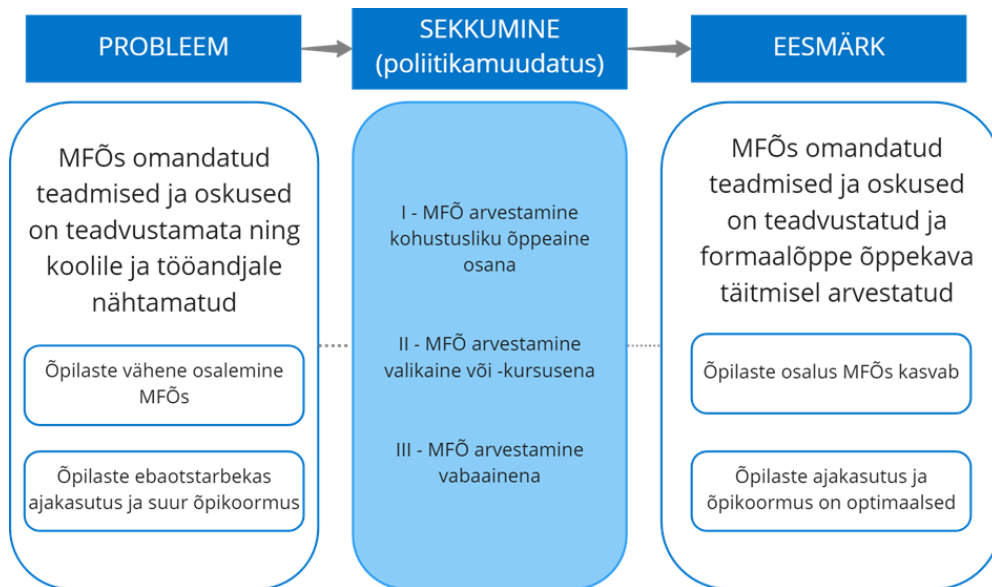 PROBLEEM
SEKKUMINE
(poliitikamuudatus)
EESMÄRK
MFÕs omandatud
teadmised ja oskused
on teadvustamata ning
koolile ja tööandjale
nähtamatud
Õpilaste vähene osalemine
MFÕs
Õpilaste ebaotstarbekas
ajakasutus ja suur õpikoormus
I - MFÕ arvestamine
kohustusliku õppeaine
osana
II - MFÕ arvestamine
valikaine või -kursusena
III - MFÕ arvestamine
vabaainena
MFÕs omandatud
teadmised ja oskused
on teadvustatud ja
formaalõppe õppekava
täitmisel arvestatud
Õpilaste osalus MFÕs kasvab
Õpilaste ajakasutus ja
õpikoormus on optimaalsed